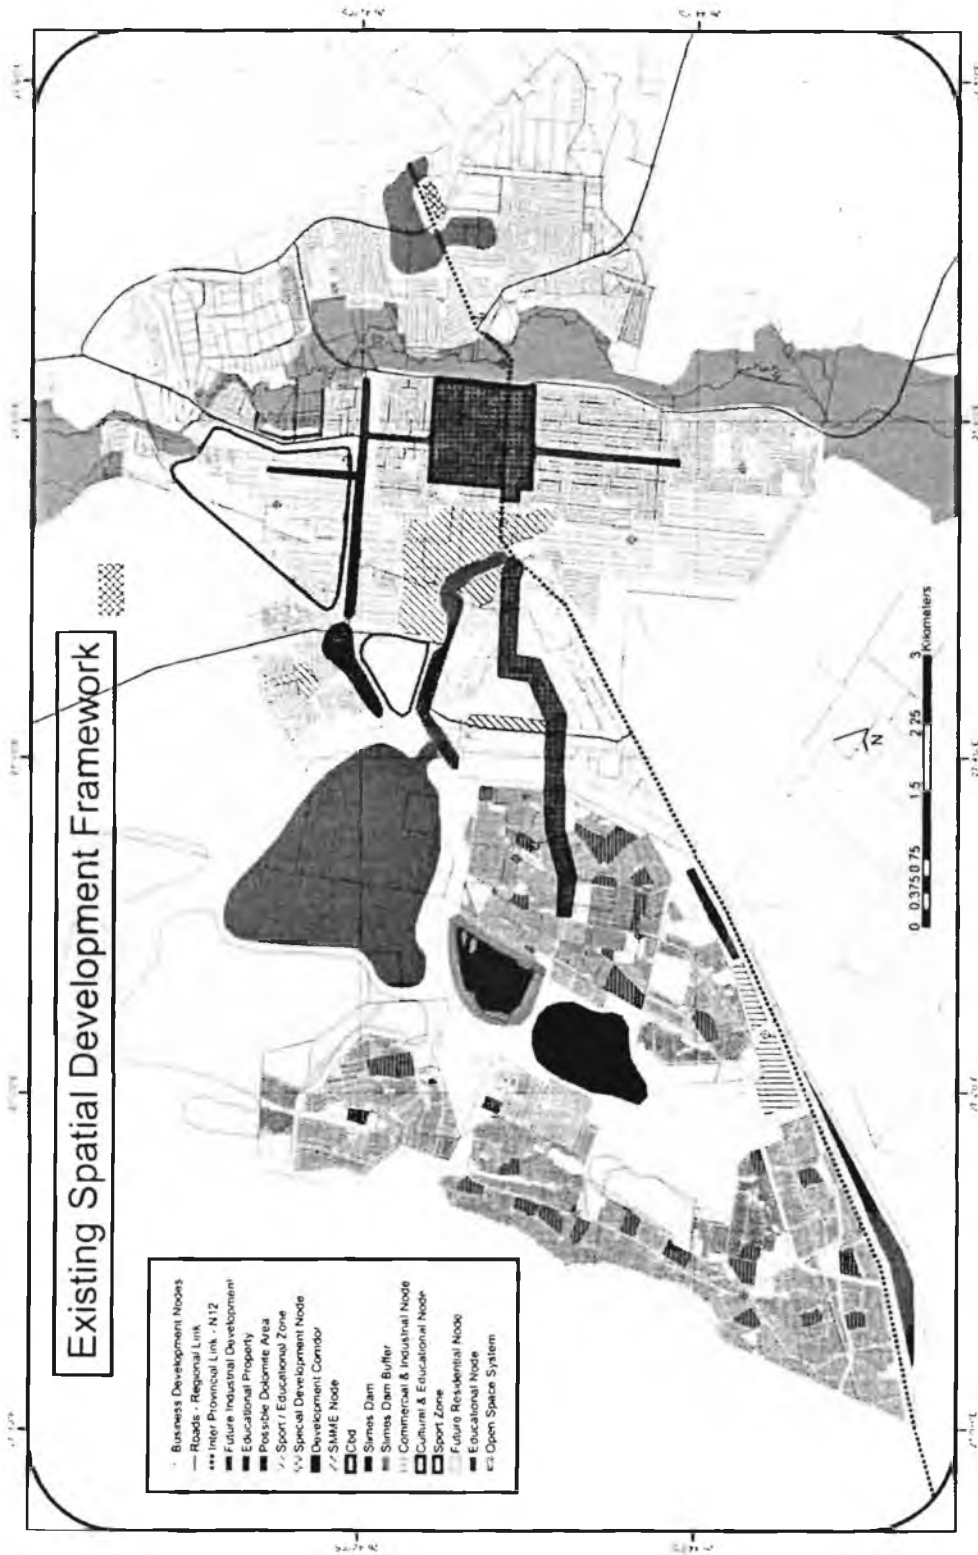 Existing Spatial Development Framework
Business Development Nodes
Roads - Regional Link
Inter Provincial Link - N12
Future Industrial Development
Educational Property
Possible Dolomite Area
Sport / Educational Zone
Special Development Node
Development Corridor
SMME Node
Cbd
Slimes Dam
Slimes Dam Buffer
Commercial & Industrial Node
Cultural & Educational Node
Sport Zone
Future Residential Node
Educational Node
Open Space System
N
0 0.375 0.75 1.5 2.25 3
Kilometers